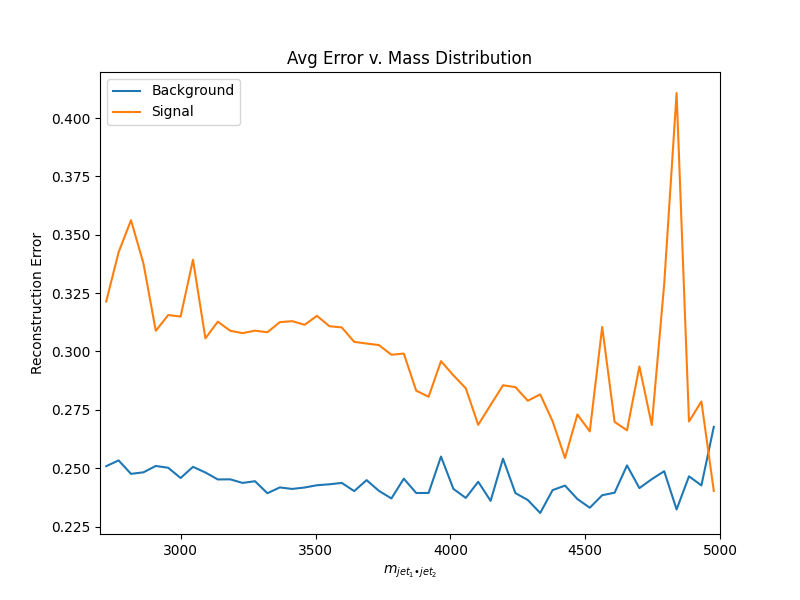 Avg Error v. Mass Distribution
Background
Signal
0.400
0.375
0.350
0.325
0.300
0.275
0.250
0.225
Reconstruction Error
3000 3500 4000 4500 5000
m_{jet_1•jet_2}